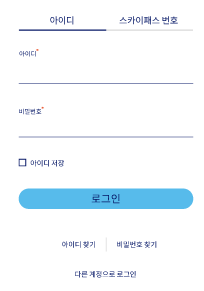 아이디 스카이패스 번호
아이디*
비밀번호*
아이디 저장
로그인
아이디 찾기 비밀번호 찾기
다른 계정으로 로그인